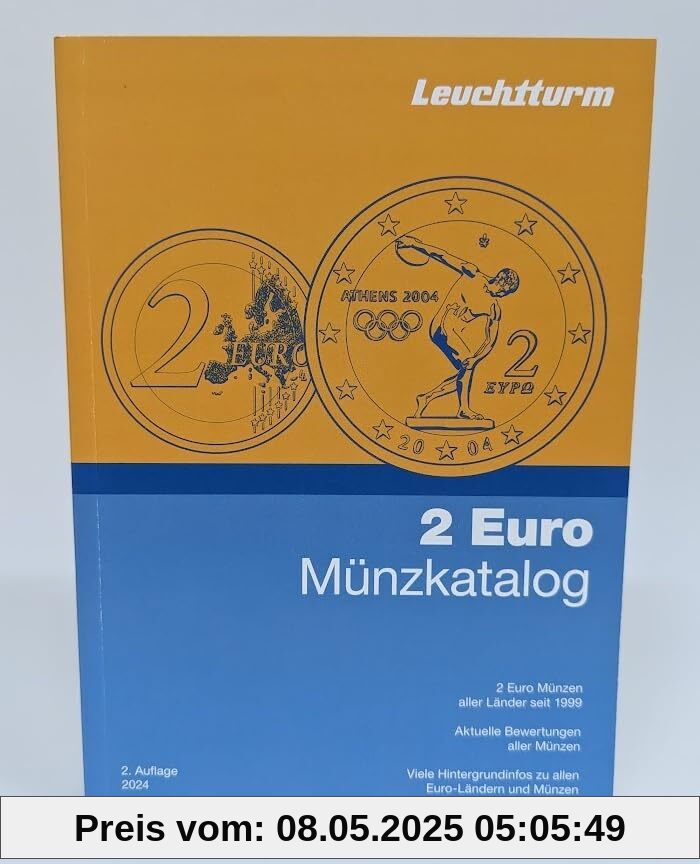 Leuchtturm
2
EURO
ATHENS 2004
2
ΕΥΡΩ
20 04
2 Euro
Münzkatalog
2 Euro Münzen
aller Länder seit 1999
Aktuelle Bewertungen
aller Münzen
2. Auflage
2024
Viele Hintergrundinfos zu allen
Euro-Ländern und Münzen
Preis vom: 08.05.2025 05:05:49